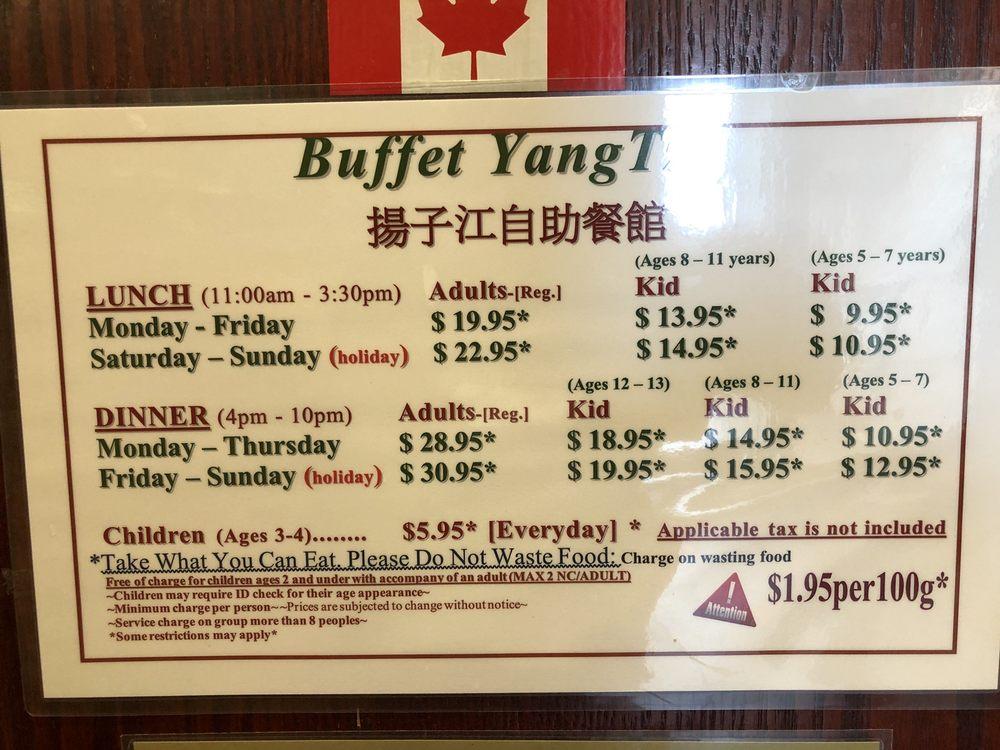 Buffet YangT
揚子江自助餐館
(Ages 8 – 11 years) (Ages 5 – 7 years)
LUNCH (11:00am - 3:30pm) Adults-[Reg.] Kid Kid
Monday - Friday $ 19.95* $ 13.95* $ 9.95*
Saturday – Sunday (holiday) $ 22.95* $ 14.95* $ 10.95*
(Ages 12 – 13) (Ages 8 – 11) (Ages 5 – 7)
DINNER (4pm - 10pm) Adults-[Reg.] Kid Kid Kid
Monday – Thursday $ 28.95* $ 18.95* $ 14.95* $ 10.95*
Friday – Sunday (holiday) $ 30.95* $ 19.95* $ 15.95* $ 12.95*
Children (Ages 3-4)........ $5.95* [Everyday] * Applicable tax is not included
*Take What You Can Eat. Please Do Not Waste Food: Charge on wasting food
Free of charge for children ages 2 and under with accompany of an adult (MAX 2 NC/ADULT)
~Children may require ID check for their age appearance~
~Minimum charge per person~~Prices are subjected to change without notice~
~Service charge on group more than 8 peoples~
*Some restrictions may apply*
! Attention $1.95per100g*